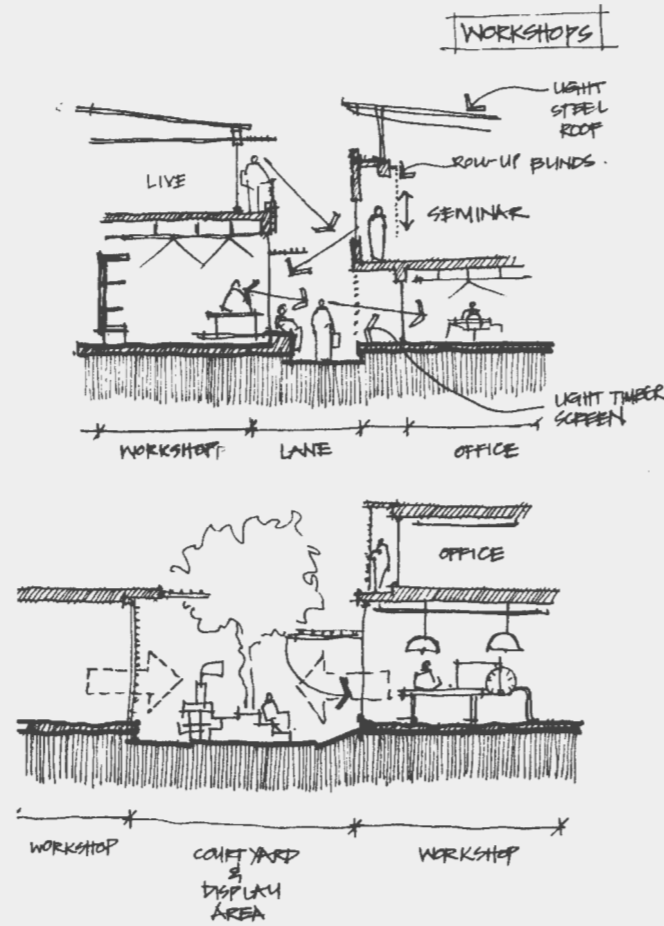 WORKSHOPS
LIGHT
STEEL
ROOF
ROLL-UP BLINDS.
LIVE
SEMINAR
LIGHT TIMBER
SCREEN
WORKSHOP
LANE
OFFICE
OFFICE
WORKSHOP
COURTYARD
&
DISPLAY
AREA
WORKSHOP